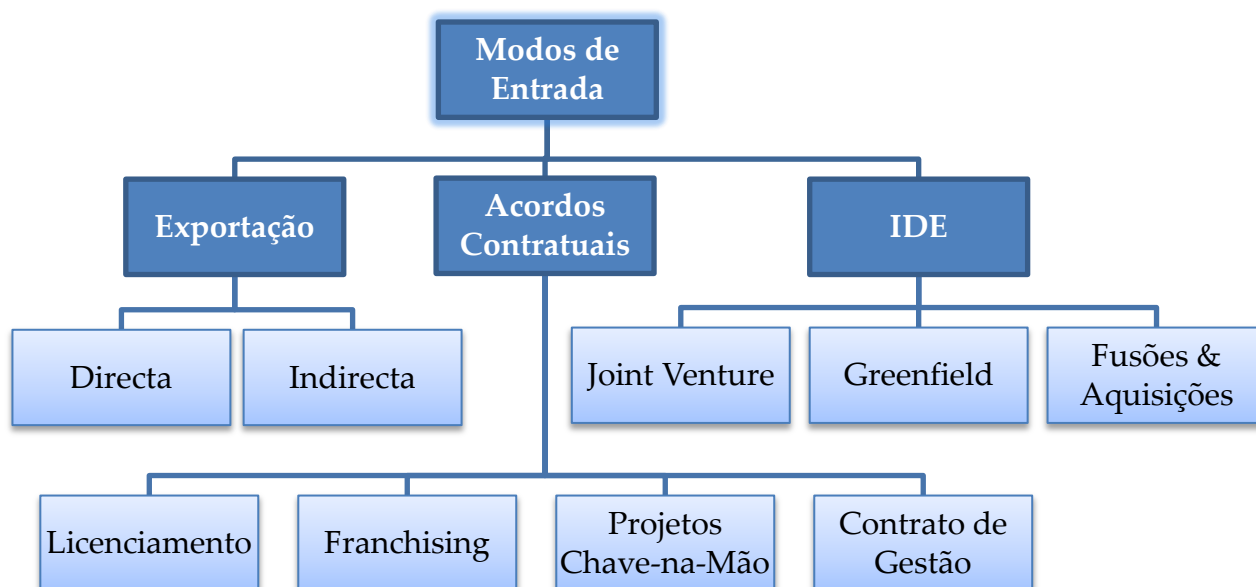 Modos de
Entrada
Exportação
Acordos
Contratuais
IDE
Directa
Indirecta
Joint Venture
Greenfield
Fusões &
Aquisições
Licenciamento
Franchising
Projetos
Chave-na-Mão
Contrato de
Gestão